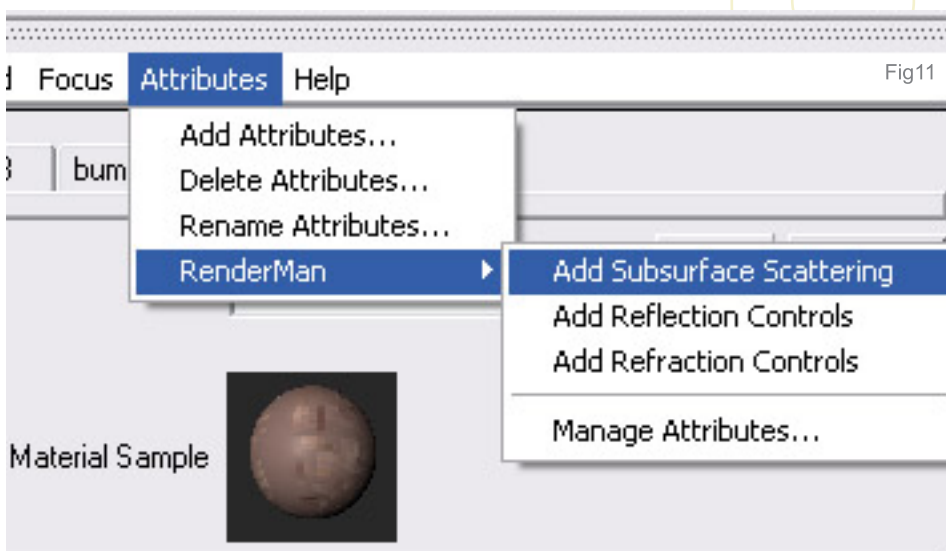 Focus Attributes Help
Fig11
Add Attributes...
bum
Delete Attributes...
Rename Attributes...
RenderMan
Add Subsurface Scattering
Add Reflection Controls
Add Refraction Controls
Manage Attributes...
Material Sample